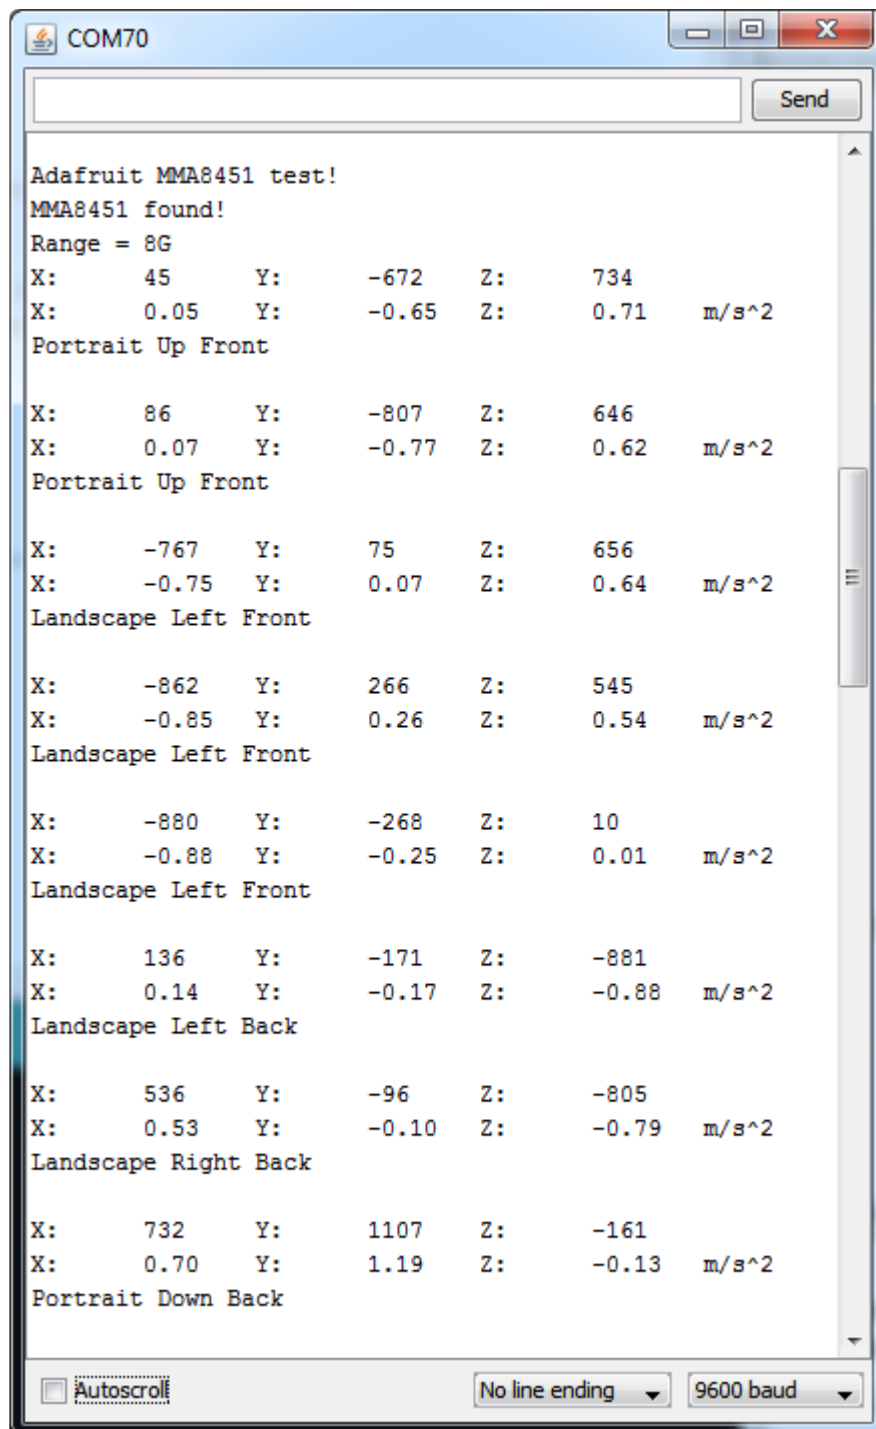 COM70
Send
Adafruit MMA8451 test!
MMA8451 found!
Range = 8G
X: 45 Y: -672 Z: 734
X: 0.05 Y: -0.65 Z: 0.71 m/s^2
Portrait Up Front
X: 86 Y: -807 Z: 646
X: 0.07 Y: -0.77 Z: 0.62 m/s^2
Portrait Up Front
X: -767 Y: 75 Z: 656
X: -0.75 Y: 0.07 Z: 0.64 m/s^2
Landscape Left Front
X: -862 Y: 266 Z: 545
X: -0.85 Y: 0.26 Z: 0.54 m/s^2
Landscape Left Front
X: -880 Y: -268 Z: 10
X: -0.88 Y: -0.25 Z: 0.01 m/s^2
Landscape Left Front
X: 136 Y: -171 Z: -881
X: 0.14 Y: -0.17 Z: -0.88 m/s^2
Landscape Left Back
X: 536 Y: -96 Z: -805
X: 0.53 Y: -0.10 Z: -0.79 m/s^2
Landscape Right Back
X: 732 Y: 1107 Z: -161
X: 0.70 Y: 1.19 Z: -0.13 m/s^2
Portrait Down Back
Autoscroll No line ending 9600 baud